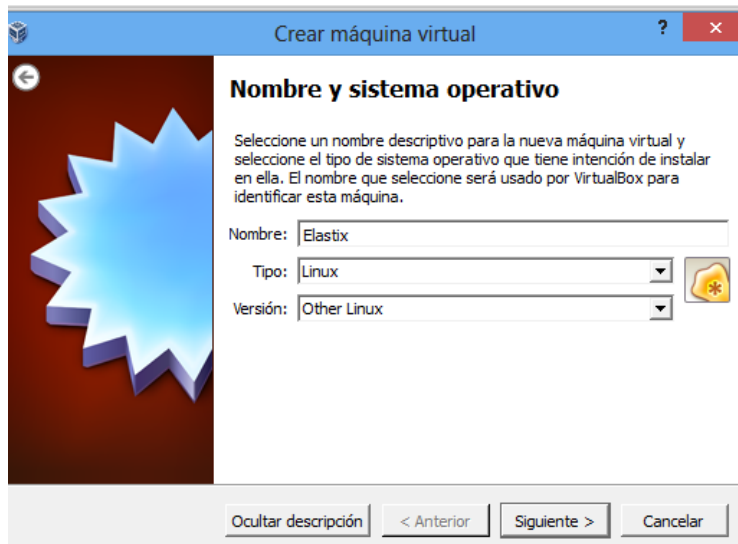 Crear máquina virtual
? ×
Nombre y sistema operativo
Seleccione un nombre descriptivo para la nueva máquina virtual y
seleccione el tipo de sistema operativo que tiene intención de instalar
en ella. El nombre que seleccione será usado por VirtualBox para
identificar esta máquina.
Nombre: Elastix
Tipo: Linux
Versión: Other Linux
Ocultar descripción < Anterior Siguiente > Cancelar